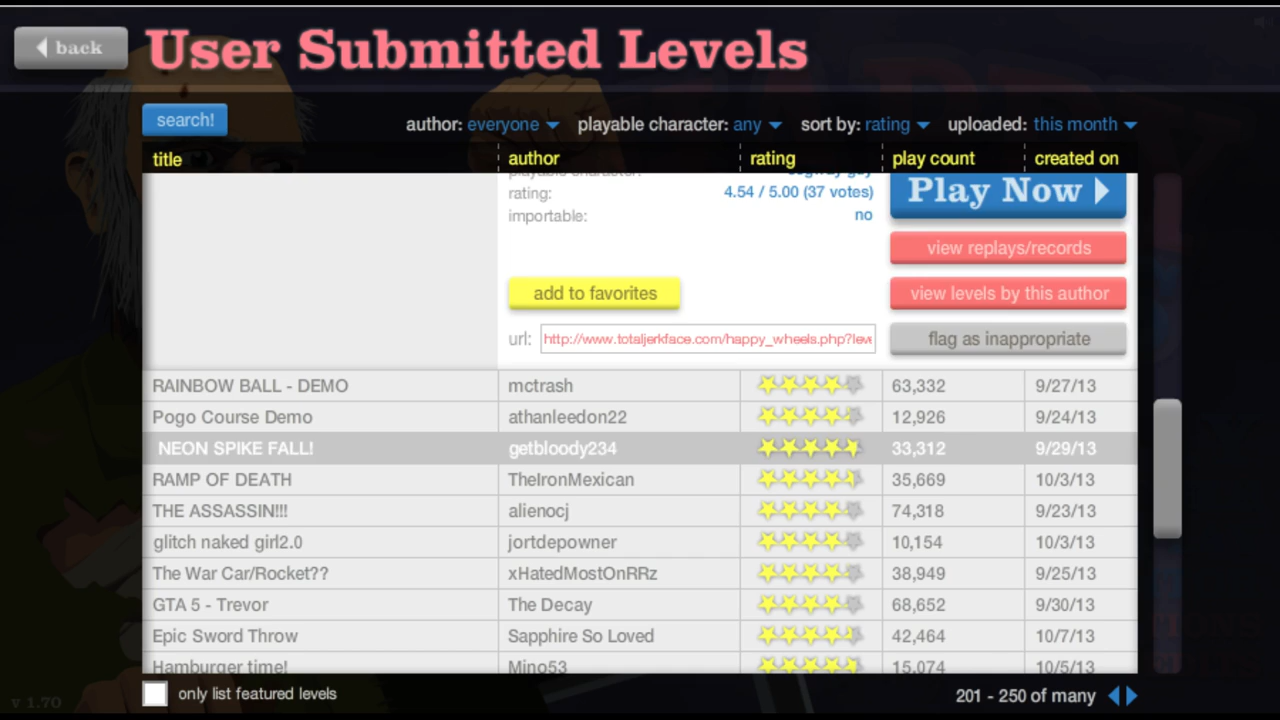 back User Submitted Levels
search! author: everyone playable character: any sort by: rating uploaded: this month
title author rating play count created on
playable character: segway guy
Play Now
rating: 4.54 / 5.00 (37 votes)
importable: no
view replays/records
add to favorites view levels by this author
url: http://www.totaljerkface.com/happy_wheels.php?leve flag as inappropriate
RAINBOW BALL - DEMO mctrash 63,332 9/27/13
Pogo Course Demo athanleedon22 12,926 9/24/13
NEON SPIKE FALL! getbloody234 33,312 9/29/13
RAMP OF DEATH TheIronMexican 35,669 10/3/13
THE ASSASSIN!!! alienocj 74,318 9/23/13
glitch naked girl2.0 jortdepowner 10,154 10/3/13
The War Car/Rocket?? xHatedMostOnRRz 38,949 9/25/13
GTA 5 - Trevor The Decay 68,652 9/30/13
Epic Sword Throw Sapphire So Loved 42,464 10/7/13
Hamburger time! Mino53 15,074 10/5/13
only list featured levels 201 - 250 of many
v 1.70